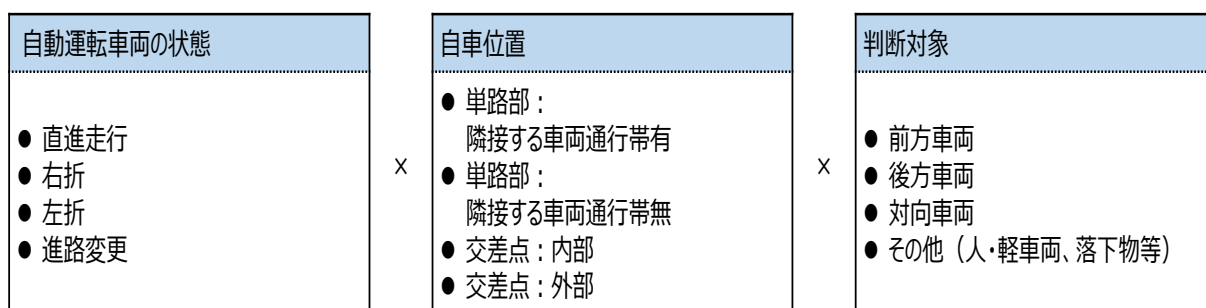 自動運転車両の状態
● 直進走行
● 右折
● 左折
● 進路変更
×
自車位置
● 単路部：
隣接する車両通行帯有
● 単路部：
隣接する車両通行帯無
● 交差点：内部
● 交差点：外部
×
判断対象
● 前方車両
● 後方車両
● 対向車両
● その他（人・軽車両、落下物等）